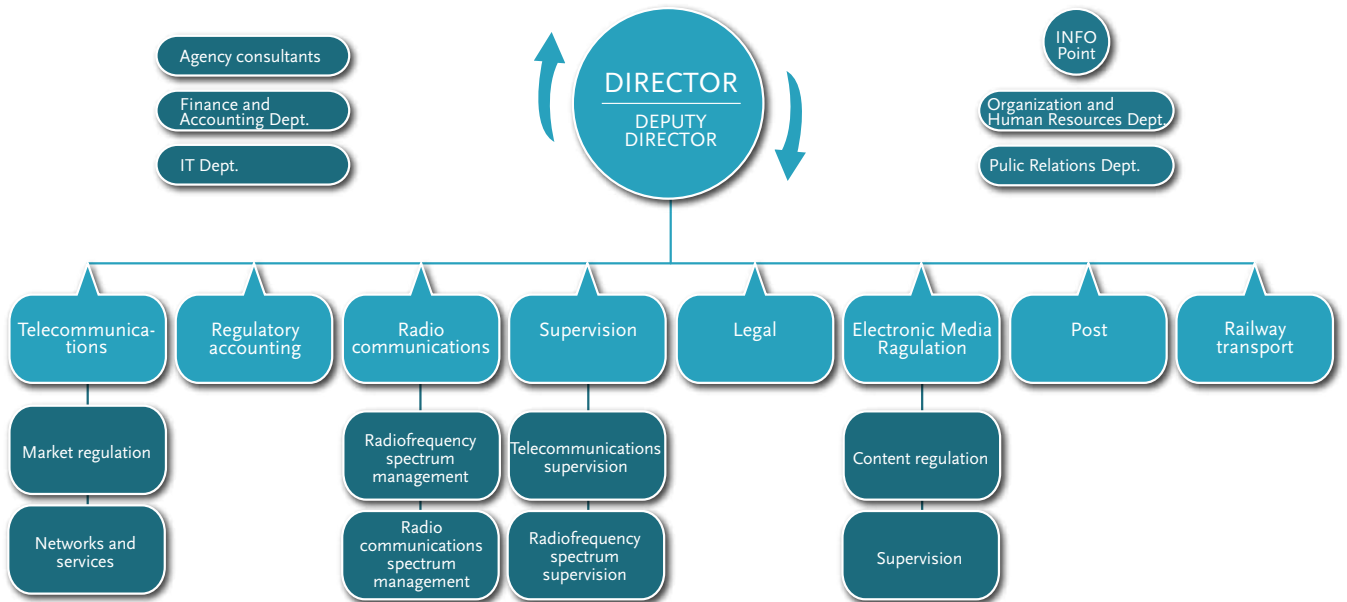 Agency consultants
Finance and
Accounting Dept.
IT Dept.
DIRECTOR
DEPUTY
DIRECTOR
INFO
Point
Organization and
Human Resources Dept.
Pulic Relations Dept.
Telecommunica-
tions
Regulatory
accounting
Radio
communications
Supervision
Legal
Electronic Media
Ragulation
Post
Railway
transport
Market regulation
Networks and
services
Radiofrequency
spectrum
management
Radio
communications
spectrum
management
Telecommunications
supervision
Radiofrequency
spectrum
supervision
Content regulation
Supervision